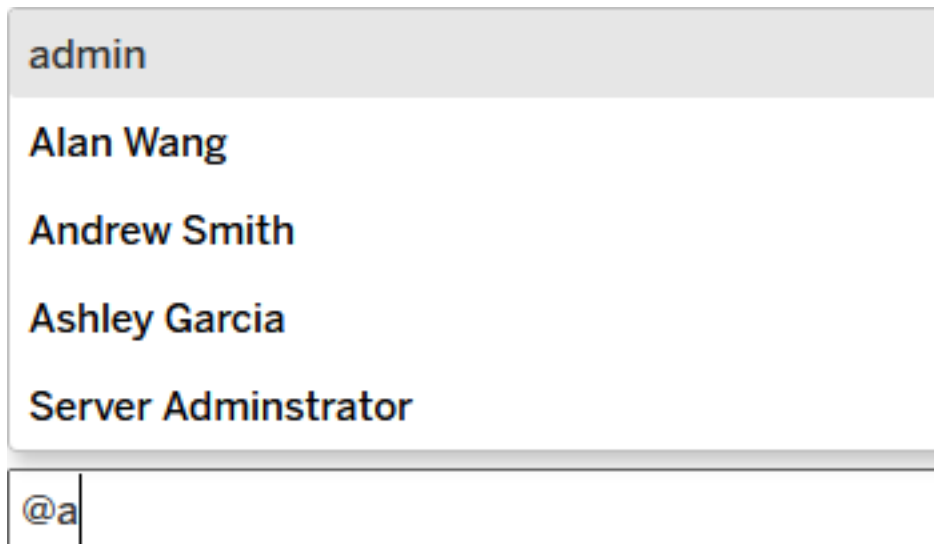 admin
Alan Wang
Andrew Smith
Ashley Garcia
Server Adminstrator
@a